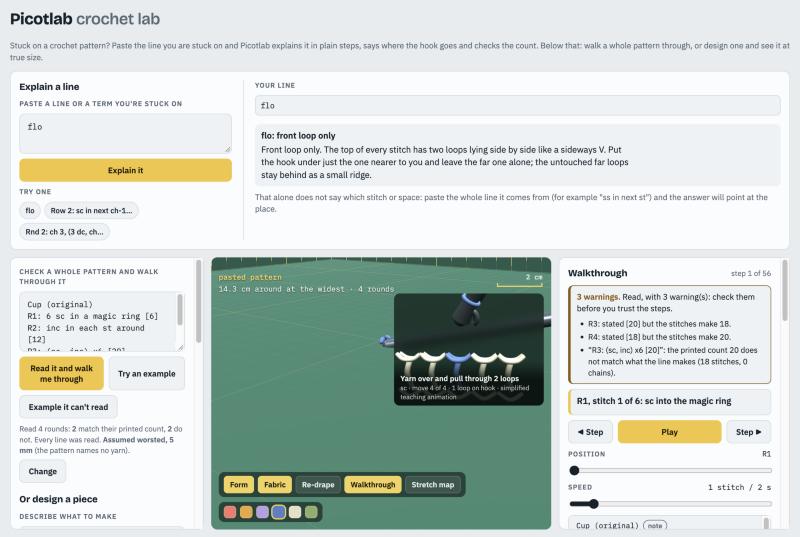 Picotlab crochet lab
Stuck on a crochet pattern? Paste the line you are stuck on and Picotlab explains it in plain steps, says where the hook goes and checks the count. Below that: walk a whole pattern through, or design one and see it at
true size.
Explain a line
PASTE A LINE OR A TERM YOU'RE STUCK ON
flo
Explain it
TRY ONE
flo
Row 2: sc in next ch-1...
Rnd 2: ch 3, (3 dc, ch...
YOUR LINE
flo
flo: front loop only
Front loop only. The top of every stitch has two loops lying side by side like a sideways V. Put
the hook under just the one nearer to you and leave the far one alone; the untouched far loops
stay behind as a small ridge.
That alone does not say which stitch or space: paste the whole line it comes from (for example "ss in next st") and the answer will point at the
place.
CHECK A WHOLE PATTERN AND WALK
THROUGH IT
Cup (original)
R1: 6 sc in a magic ring [6]
R2: inc in each st around
[12]
Read it and walk
me through
Try an example
Example it can't read
Read 4 rounds: 2 match their printed count, 2 do
not. Every line was read. Assumed worsted, 5
mm (the pattern names no yarn).
Change
Or design a piece
DESCRIBE WHAT TO MAKE
pasted pattern
14.3 cm around at the widest · 4 rounds
2 cm
Yarn over and pull through 2 loops
sc · move 4 of 4 · 1 loop on hook · simplified
teaching animation
Form
Fabric
Re-drape
Walkthrough
Stretch map
Walkthrough
step 1 of 56
3 warnings. Read, with 3 warning(s): check them
before you trust the steps.
• R3: stated [20] but the stitches make 18.
• R4: stated [18] but the stitches make 20.
• "R3: (sc, inc) x6 [20]": the printed count 20 does
not match what the line makes (18 stitches, 0
chains).
R1, stitch 1 of 6: sc into the magic ring
◀ Step
Play
Step ▶
POSITION
R1
SPEED
1 stitch / 2 s
Cup (original)
note